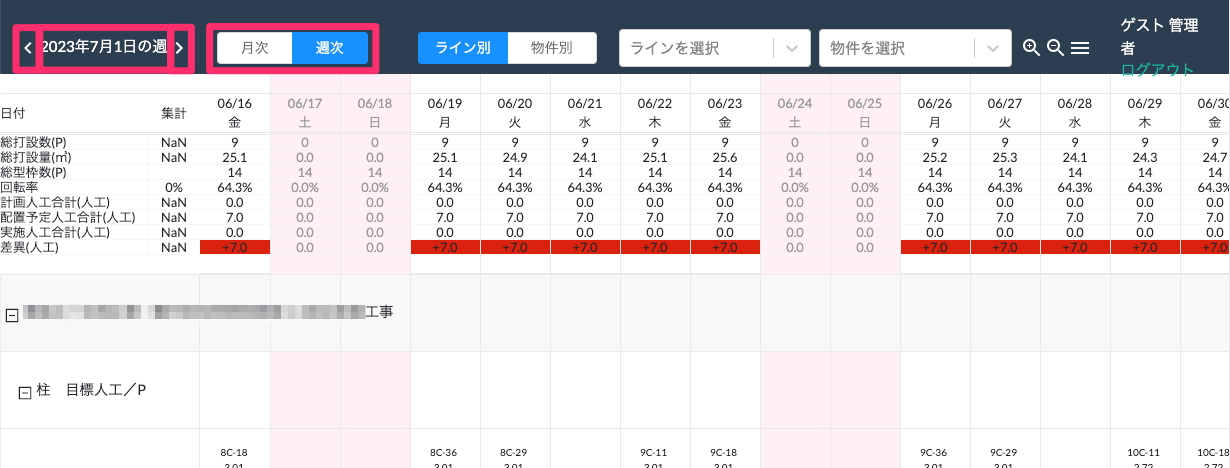 2023年7月1日の週 月次 週次 ライン別 物件別 ラインを選択 物件を選択 ゲスト 管理者
ログアウト
日付 集計 06/16 金 06/17 土 06/18 日 06/19 月 06/20 火 06/21 水 06/22 木 06/23 金 06/24 土 06/25 日 06/26 月 06/27 火 06/28 水 06/29 木 06/30 金
総打設数(P) NaN 9 0 0 9 9 9 9 9 0 0 9 9 9 9 9
総打設量(㎥) NaN 25.1 0.0 0.0 25.1 24.9 24.1 25.1 25.6 0.0 0.0 25.2 25.3 24.1 24.3 24.7
総型枠数(P) 14 14 14 14 14 14 14 14 14 14 14 14 14 14 14
回転率 0% 64.3% 0.0% 0.0% 64.3% 64.3% 64.3% 64.3% 64.3% 0.0% 0.0% 64.3% 64.3% 64.3% 64.3% 64.3%
計画人工合計(人工) NaN 0.0 0.0 0.0 0.0 0.0 0.0 0.0 0.0 0.0 0.0 0.0 0.0 0.0 0.0 0.0
配置予定人工合計(人工) NaN 7.0 0.0 0.0 7.0 7.0 7.0 7.0 7.0 0.0 0.0 7.0 7.0 7.0 7.0 7.0
実施人工合計(人工) NaN 0.0 0.0 0.0 0.0 0.0 0.0 0.0 0.0 0.0 0.0 0.0 0.0 0.0 0.0 0.0
差異(人工) NaN +7.0 0.0 0.0 +7.0 +7.0 +7.0 +7.0 +7.0 0.0 0.0 +7.0 +7.0 +7.0 +7.0 +7.0
工事
柱 目標人工／P
8C-18 8C-36 8C-29 9C-11 9C-18 9C-36 9C-29 10C-11 10C-18
3.01 3.01 3.01 3.01 3.01 3.01 3.01 2.72